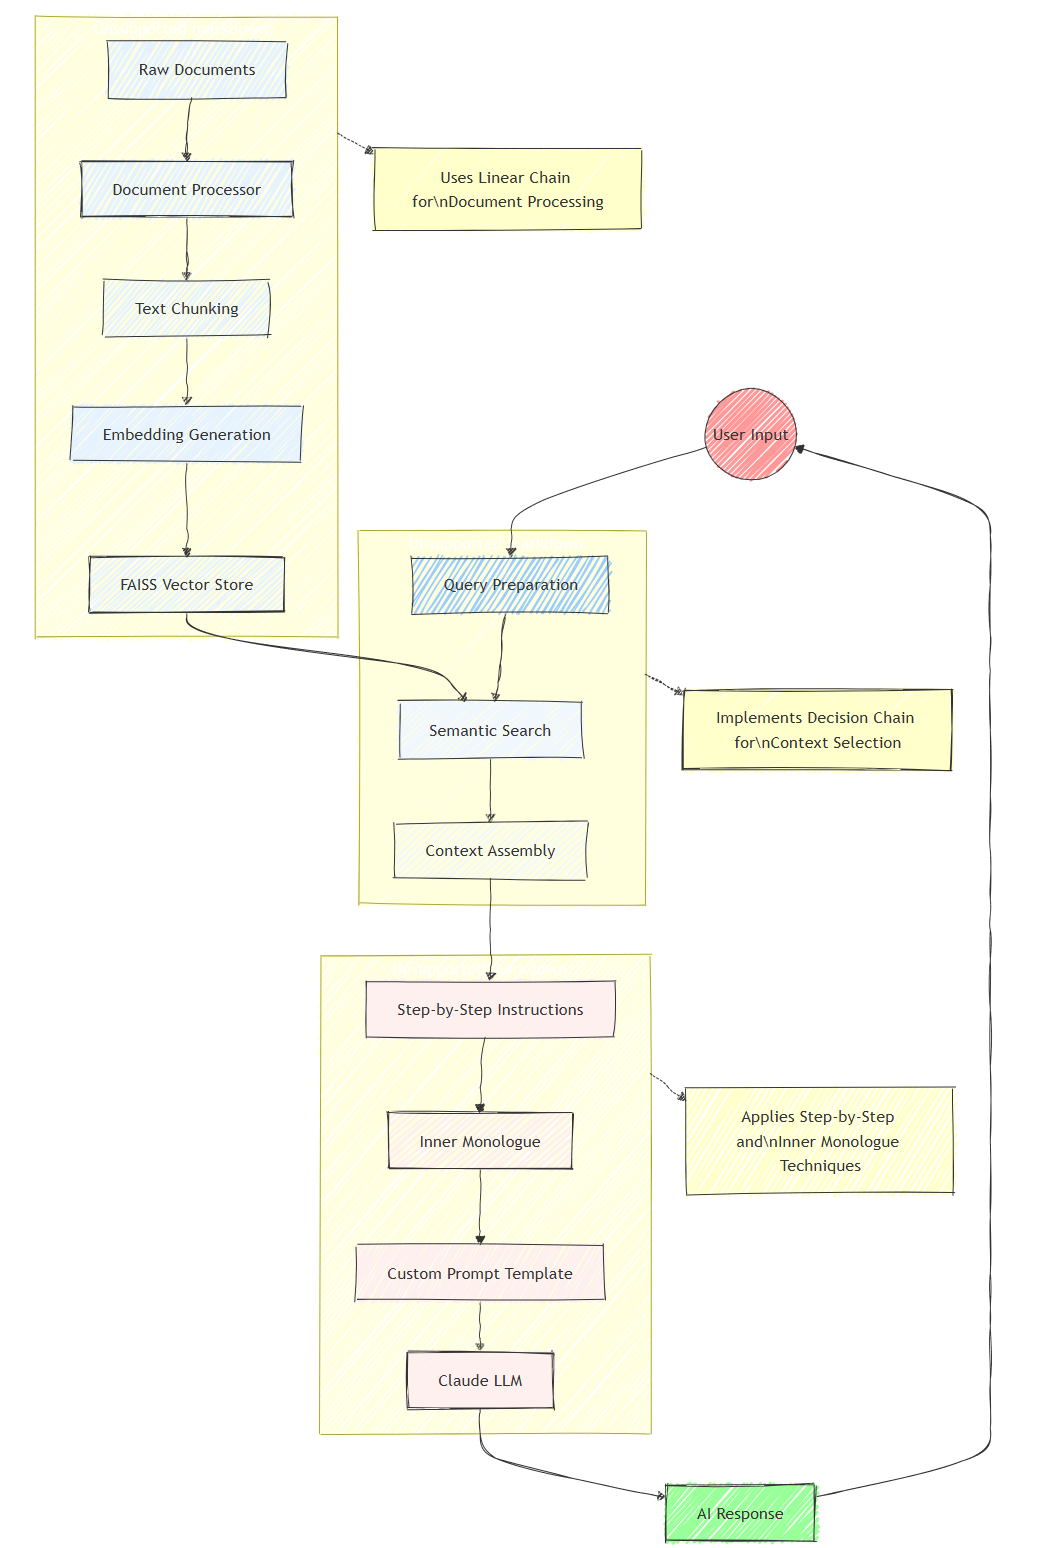 Raw Documents
Document Processor
Uses Linear Chain
for\nDocument Processing
Text Chunking
Embedding Generation
User Input
FAISS Vector Store
Query Preparation
Semantic Search
Implements Decision Chain
for\nContext Selection
Context Assembly
Step-by-Step Instructions
Inner Monologue
Applies Step-by-Step
and\nInner Monologue
Techniques
Custom Prompt Template
Claude LLM
AI Response